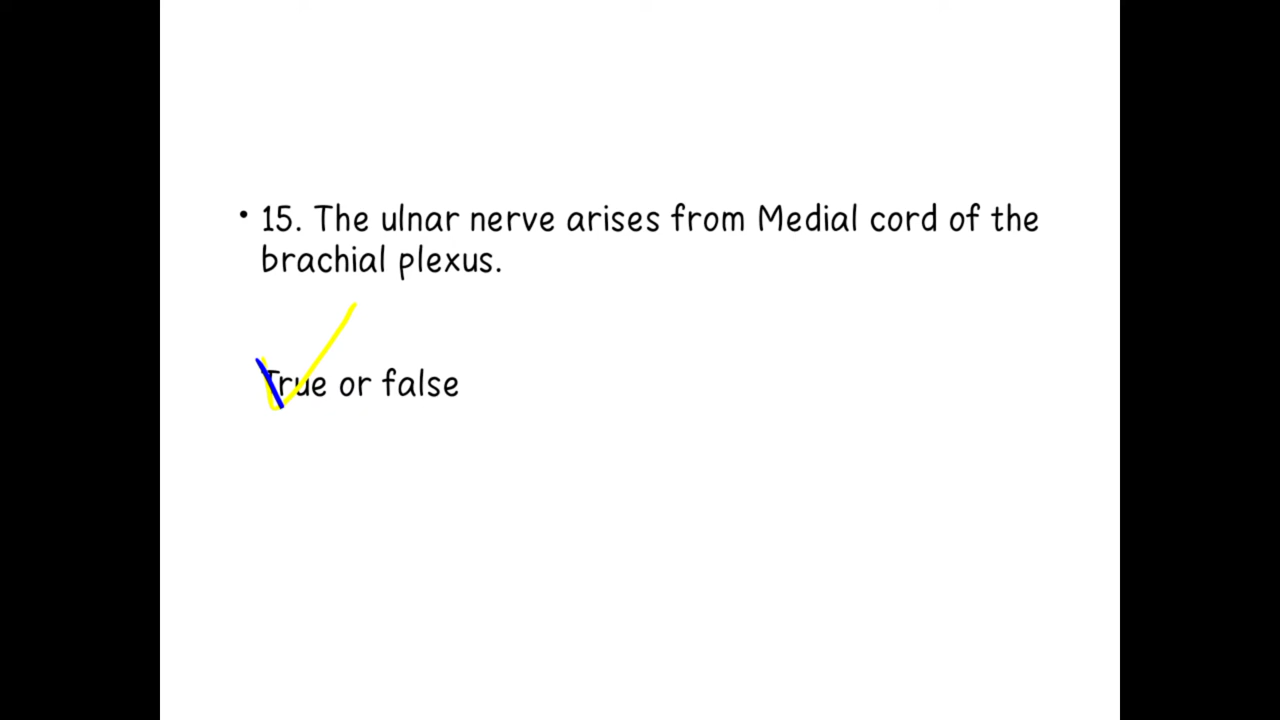 • 15. The ulnar nerve arises from Medial cord of the
brachial plexus.
True or false